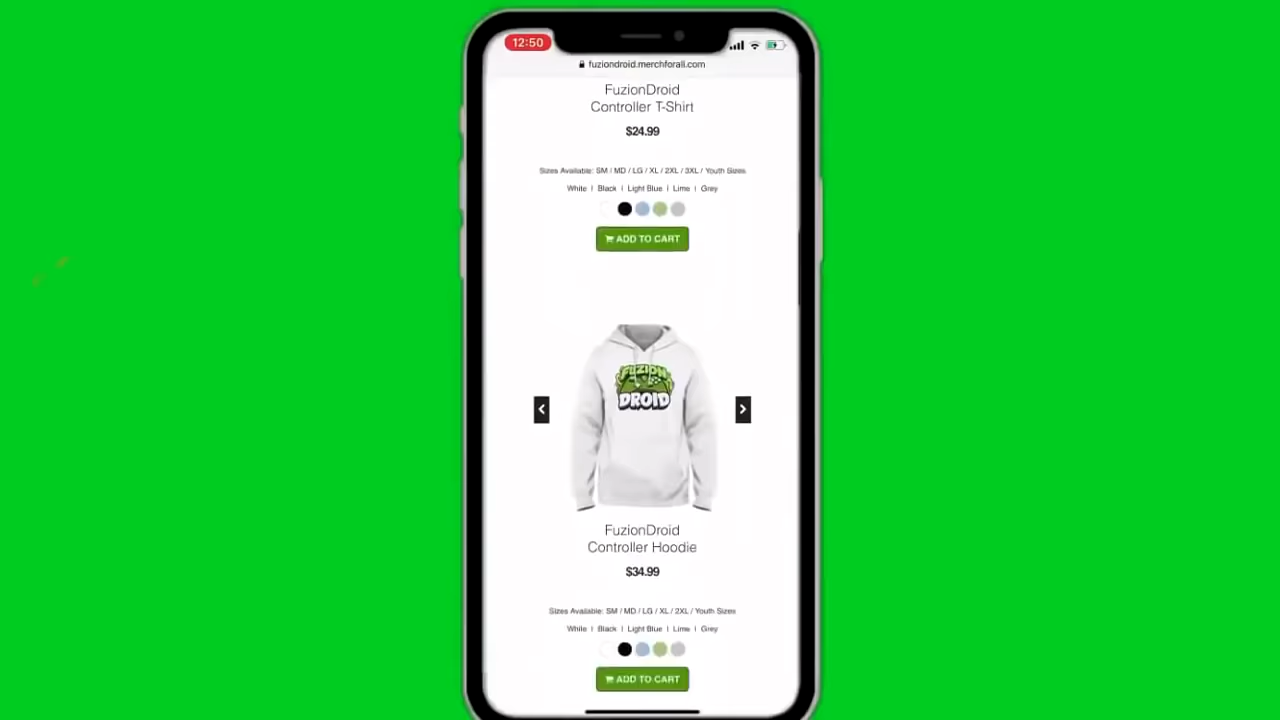 12:50
fuziondroid.merchforall.com
FuzionDroid
Controller T-Shirt
$24.99
Sizes Available: SM / MD / LG / XL / 2XL / 3XL / Youth Sizes
White | Black | Light Blue | Lime | Grey
ADD TO CART
FUZION
DROID
FuzionDroid
Controller Hoodie
$34.99
Sizes Available: SM / MD / LG / XL / 2XL / Youth Sizes
White | Black | Light Blue | Lime | Grey
ADD TO CART